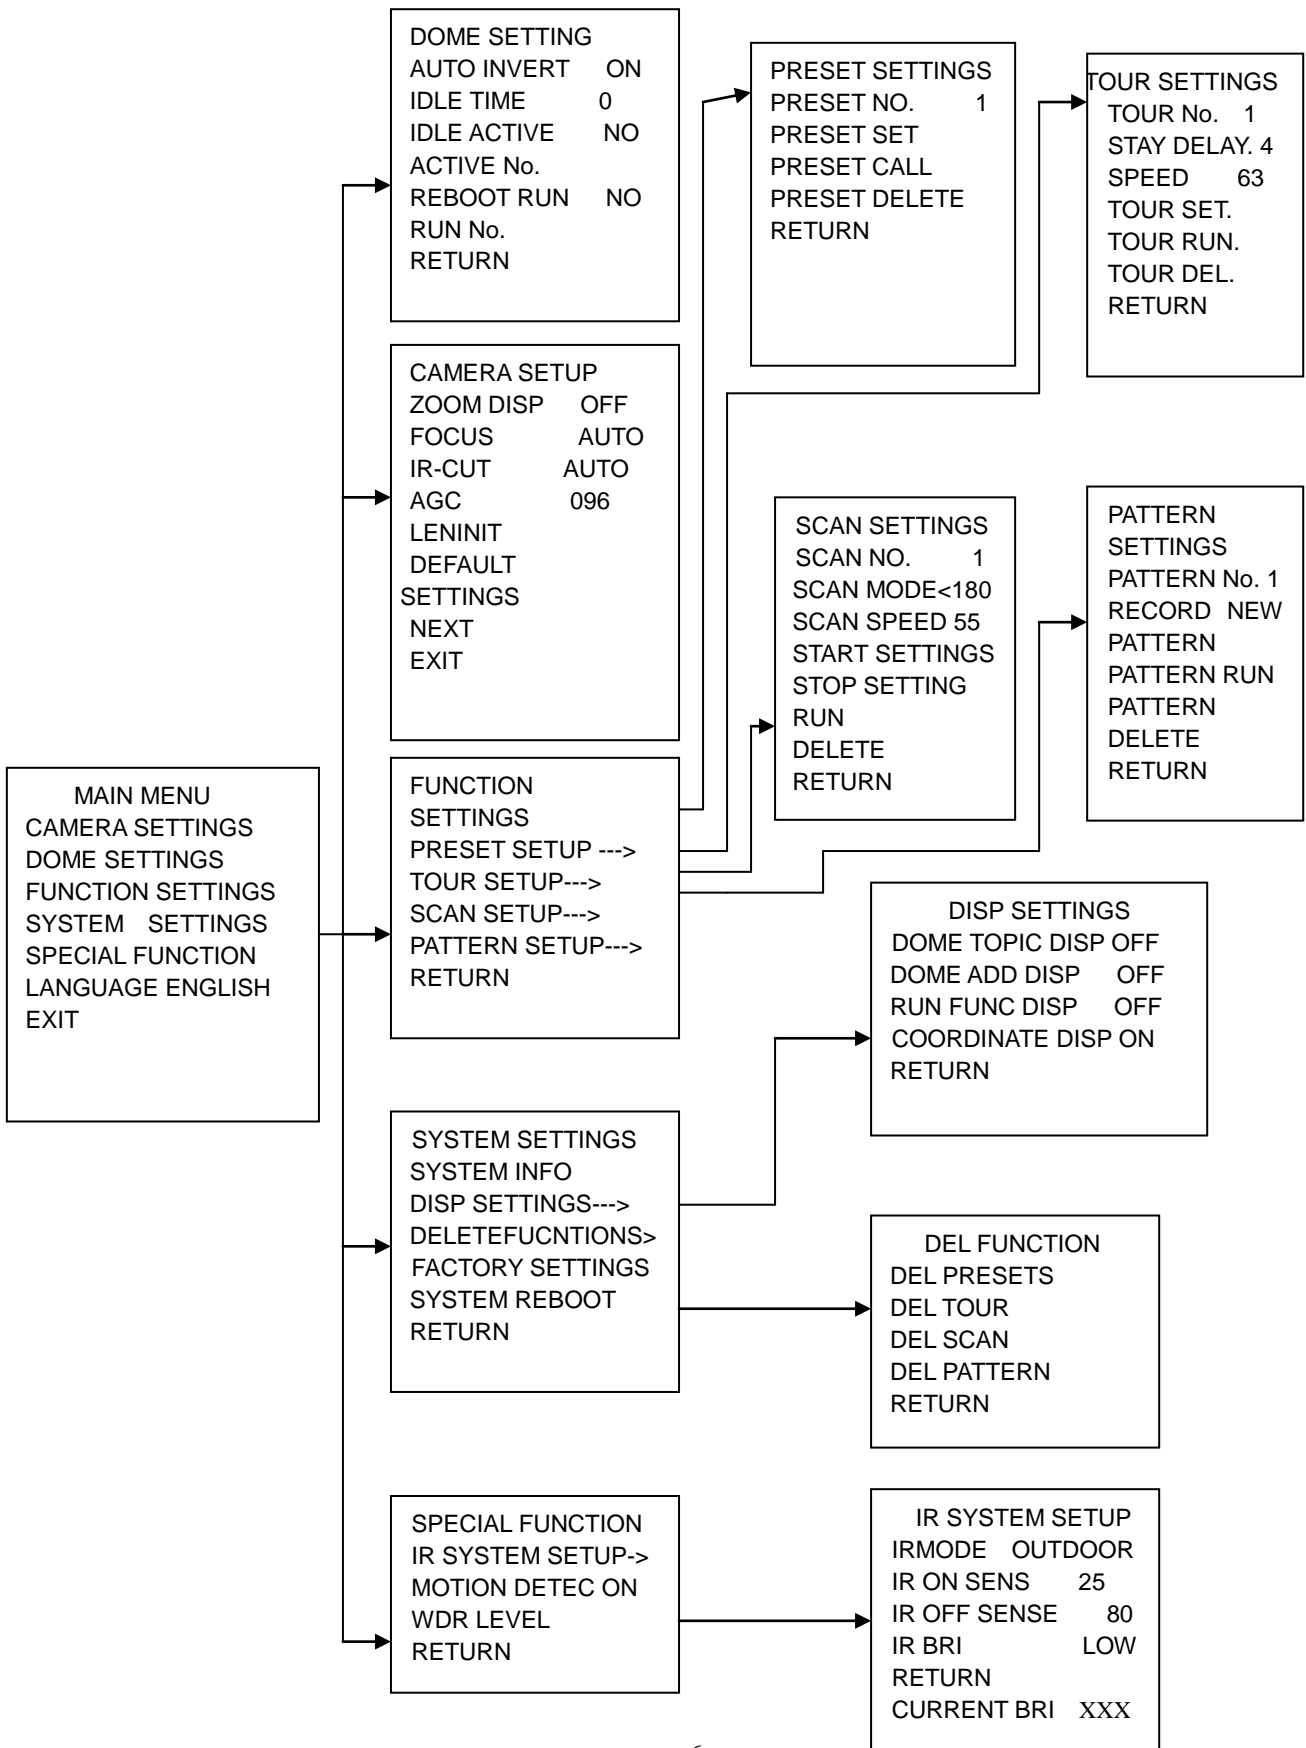 DOME SETTING
AUTO INVERT ON
IDLE TIME 0
IDLE ACTIVE NO
ACTIVE No.
REBOOT RUN NO
RUN No.
RETURN
PRESET SETTINGS
PRESET NO. 1
PRESET SET
PRESET CALL
PRESET DELETE
RETURN
TOUR SETTINGS
TOUR No. 1
STAY DELAY. 4
SPEED 63
TOUR SET.
TOUR RUN.
TOUR DEL.
RETURN
CAMERA SETUP
ZOOM DISP OFF
FOCUS AUTO
IR-CUT AUTO
AGC 096
LENINIT
DEFAULT
SETTINGS
NEXT
EXIT
SCAN SETTINGS
SCAN NO. 1
SCAN MODE<180
SCAN SPEED 55
START SETTINGS
STOP SETTING
RUN
DELETE
RETURN
PATTERN
SETTINGS
PATTERN No. 1
RECORD NEW
PATTERN
PATTERN RUN
PATTERN
DELETE
RETURN
MAIN MENU
CAMERA SETTINGS
DOME SETTINGS
FUNCTION SETTINGS
SYSTEM SETTINGS
SPECIAL FUNCTION
LANGUAGE ENGLISH
EXIT
FUNCTION
SETTINGS
PRESET SETUP --->
TOUR SETUP--->
SCAN SETUP--->
PATTERN SETUP--->
RETURN
DISP SETTINGS
DOME TOPIC DISP OFF
DOME ADD DISP OFF
RUN FUNC DISP OFF
COORDINATE DISP ON
RETURN
SYSTEM SETTINGS
SYSTEM INFO
DISP SETTINGS--->
DELETEFUCNTIONS>
FACTORY SETTINGS
SYSTEM REBOOT
RETURN
DEL FUNCTION
DEL PRESETS
DEL TOUR
DEL SCAN
DEL PATTERN
RETURN
SPECIAL FUNCTION
IR SYSTEM SETUP->
MOTION DETEC ON
WDR LEVEL
RETURN
IR SYSTEM SETUP
IRMODE OUTDOOR
IR ON SENS 25
IR OFF SENSE 80
IR BRI LOW
RETURN
CURRENT BRI XXX